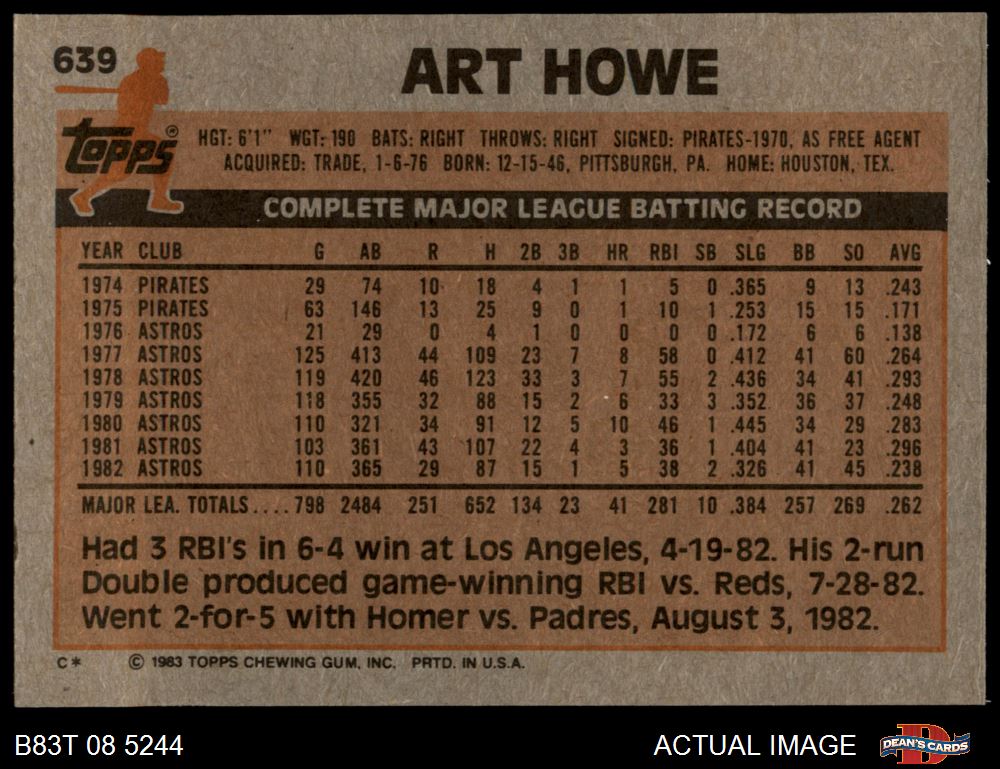 639
ART HOWE
Topps®
HGT: 6'1" WGT: 190 BATS: RIGHT THROWS: RIGHT SIGNED: PIRATES-1970, AS FREE AGENT
ACQUIRED: TRADE, 1-6-76 BORN: 12-15-46, PITTSBURGH, PA. HOME: HOUSTON, TEX.
COMPLETE MAJOR LEAGUE BATTING RECORD
YEAR CLUB G AB R H 2B 3B HR RBI SB SLG BB SO AVG
1974 PIRATES 29 74 10 18 4 1 1 5 0 .365 9 13 .243
1975 PIRATES 63 146 13 25 9 0 1 10 1 .253 15 15 .171
1976 ASTROS 21 29 0 4 1 0 0 0 0 .172 6 6 .138
1977 ASTROS 125 413 44 109 23 7 8 58 0 .412 41 60 .264
1978 ASTROS 119 420 46 123 33 3 7 55 2 .436 34 41 .293
1979 ASTROS 118 355 32 88 15 2 6 33 3 .352 36 37 .248
1980 ASTROS 110 321 34 91 12 5 10 46 1 .445 34 29 .283
1981 ASTROS 103 361 43 107 22 4 3 36 1 .404 41 23 .296
1982 ASTROS 110 365 29 87 15 1 5 38 2 .326 41 45 .238
MAJOR LEA. TOTALS.... 798 2484 251 652 134 23 41 281 10 .384 257 269 .262
Had 3 RBI's in 6-4 win at Los Angeles, 4-19-82. His 2-run
Double produced game-winning RBI vs. Reds, 7-28-82.
Went 2-for-5 with Homer vs. Padres, August 3, 1982.
C* © 1983 TOPPS CHEWING GUM, INC. PRTD. IN U.S.A.
B83T 08 5244 ACTUAL IMAGE DEAN'S CARDS